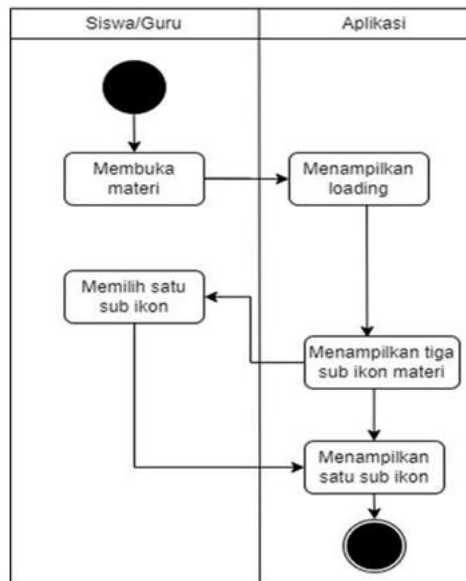 Siswa/Guru
Aplikasi
Membuka
materi
Menampilkan
loading
Memilih satu
sub ikon
Menampilkan tiga
sub ikon materi
Menampilkan
satu sub ikon